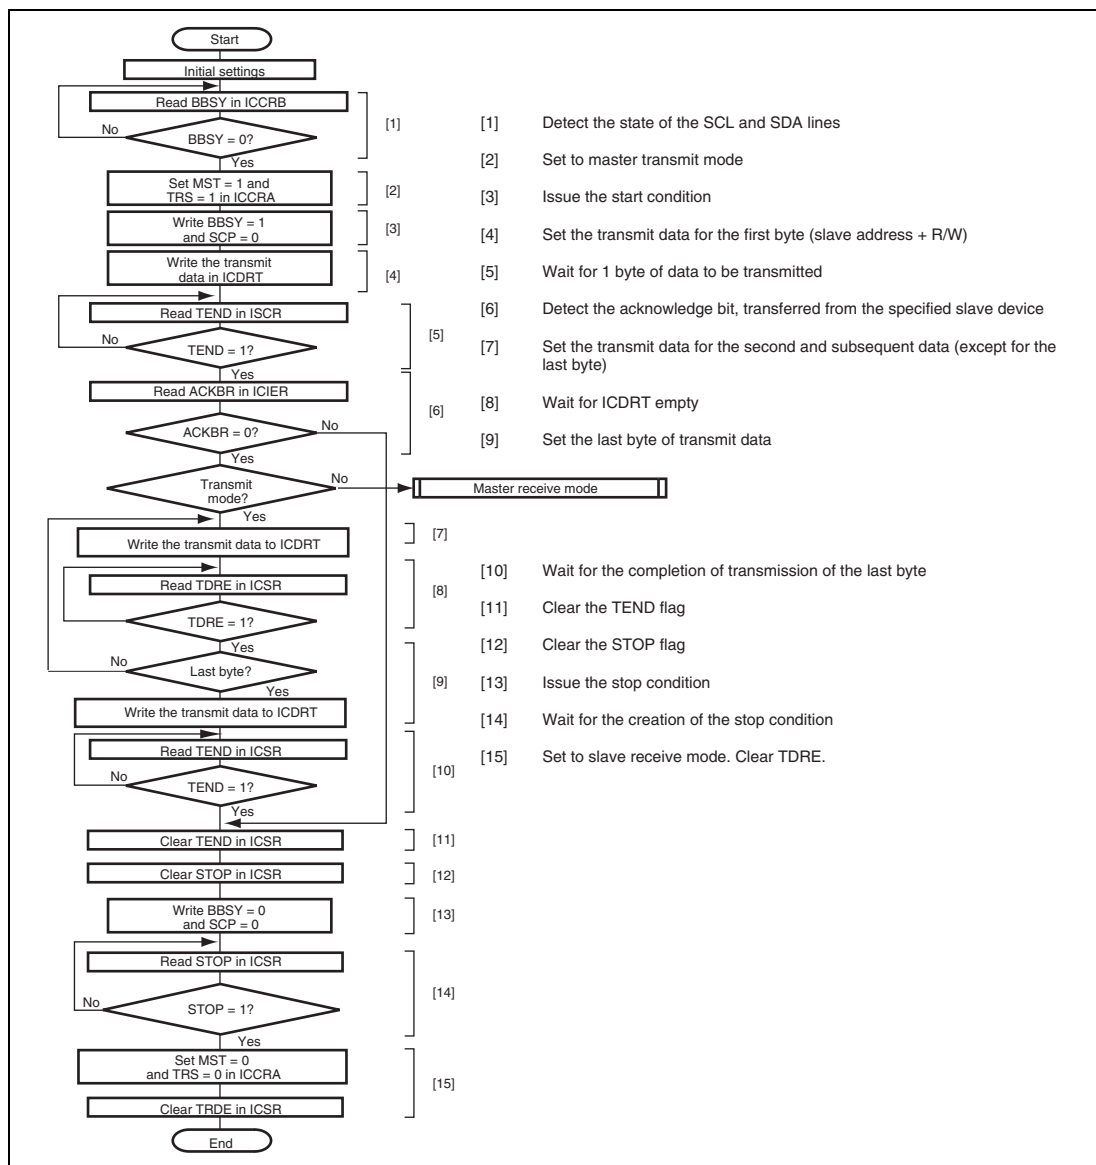 Start
Initial settings
Read BBSY in ICCRB
No
BBSY = 0?
Yes
[1]
Set MST = 1 and
TRS = 1 in ICCRA
[2]
Write BBSY = 1
and SCP = 0
[3]
Write the transmit
data in ICDRT
[4]
Read TEND in ISCR
No
TEND = 1?
Yes
[5]
Read ACKBR in ICIER
ACKBR = 0?
No
Yes
[6]
Transmit
mode?
No
Yes
Master receive mode
Write the transmit data to ICDRT
[7]
Read TDRE in ICSR
TDRE = 1?
Yes
[8]
No
Last byte?
Yes
[9]
Write the transmit data to ICDRT
Read TEND in ICSR
No
TEND = 1?
Yes
[10]
Clear TEND in ICSR
[11]
Clear STOP in ICSR
[12]
Write BBSY = 0
and SCP = 0
[13]
Read STOP in ICSR
No
STOP = 1?
Yes
[14]
Set MST = 0
and TRS = 0 in ICCRA
[15]
Clear TRDE in ICSR
End
[1] Detect the state of the SCL and SDA lines
[2] Set to master transmit mode
[3] Issue the start condition
[4] Set the transmit data for the first byte (slave address + R/W)
[5] Wait for 1 byte of data to be transmitted
[6] Detect the acknowledge bit, transferred from the specified slave device
[7] Set the transmit data for the second and subsequent data (except for the
last byte)
[8] Wait for ICDRT empty
[9] Set the last byte of transmit data
[10] Wait for the completion of transmission of the last byte
[11] Clear the TEND flag
[12] Clear the STOP flag
[13] Issue the stop condition
[14] Wait for the creation of the stop condition
[15] Set to slave receive mode. Clear TDRE.